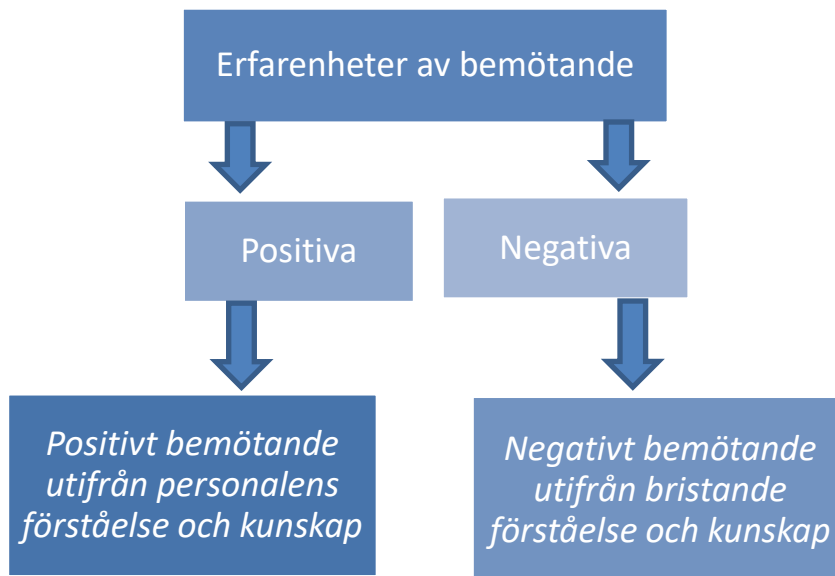 Erfarenheter av bemötande
Positiva
Negativa
Positivt bemötande
utifrån personalens
förståelse och kunskap
Negativt bemötande
utifrån bristande
förståelse och kunskap